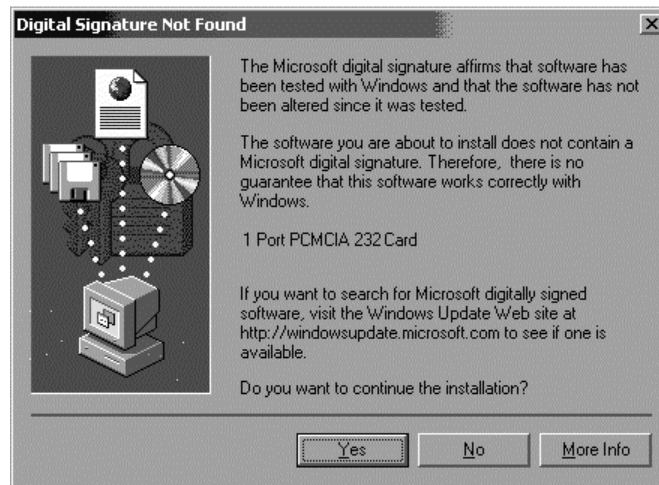 Digital Signature Not Found
The Microsoft digital signature affirms that software has
been tested with Windows and that the software has not
been altered since it was tested.
The software you are about to install does not contain a
Microsoft digital signature. Therefore, there is no
guarantee that this software works correctly with
Windows.
1 Port PCMCIA 232 Card
If you want to search for Microsoft digitally signed
software, visit the Windows Update Web site at
http://windowsupdate.microsoft.com to see if one is
available.
Do you want to continue the installation?
Yes No More Info